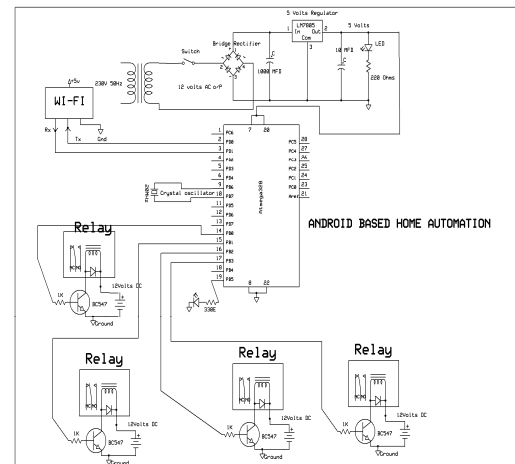 5 Volts Regulator
LM7805
In Out
Com
1
2
3
5 Volts
LED
Bridge Rectifier
Switch
230V 50Hz
12 volts AC o/P
C
1000 MFD
10 MFD
C
220 Ohms
+5v
WI-FI
Rx
Tx
Gnd
7 20
1 PC6
2 PD0
3 PD1
4
5 PD3
6 PD4
9 PB6
10 PB7
11 PD5
12 PD6
13 PD7
14 PB0
15 PB1
16 PB2
17 PB3
18 PB4
19 PB5
PC5 28
PC4 27
PC3 26
PC2 25
PC1 24
PC0 23
Aref 21
Atmega328
8 22
Crystal oscillator
330E
ANDROID BASED HOME AUTOMATION
Relay
1K
BC547
12Volts DC
Ground
Relay
1K
BC547
12Volts DC
Ground
Relay
1K
BC547
12Volts DC
Ground
Relay
1K
BC547
12Volts DC
Ground